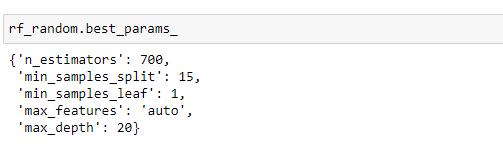 rf_random.best_params_
{'n_estimators': 700,
 'min_samples_split': 15,
 'min_samples_leaf': 1,
 'max_features': 'auto',
 'max_depth': 20}